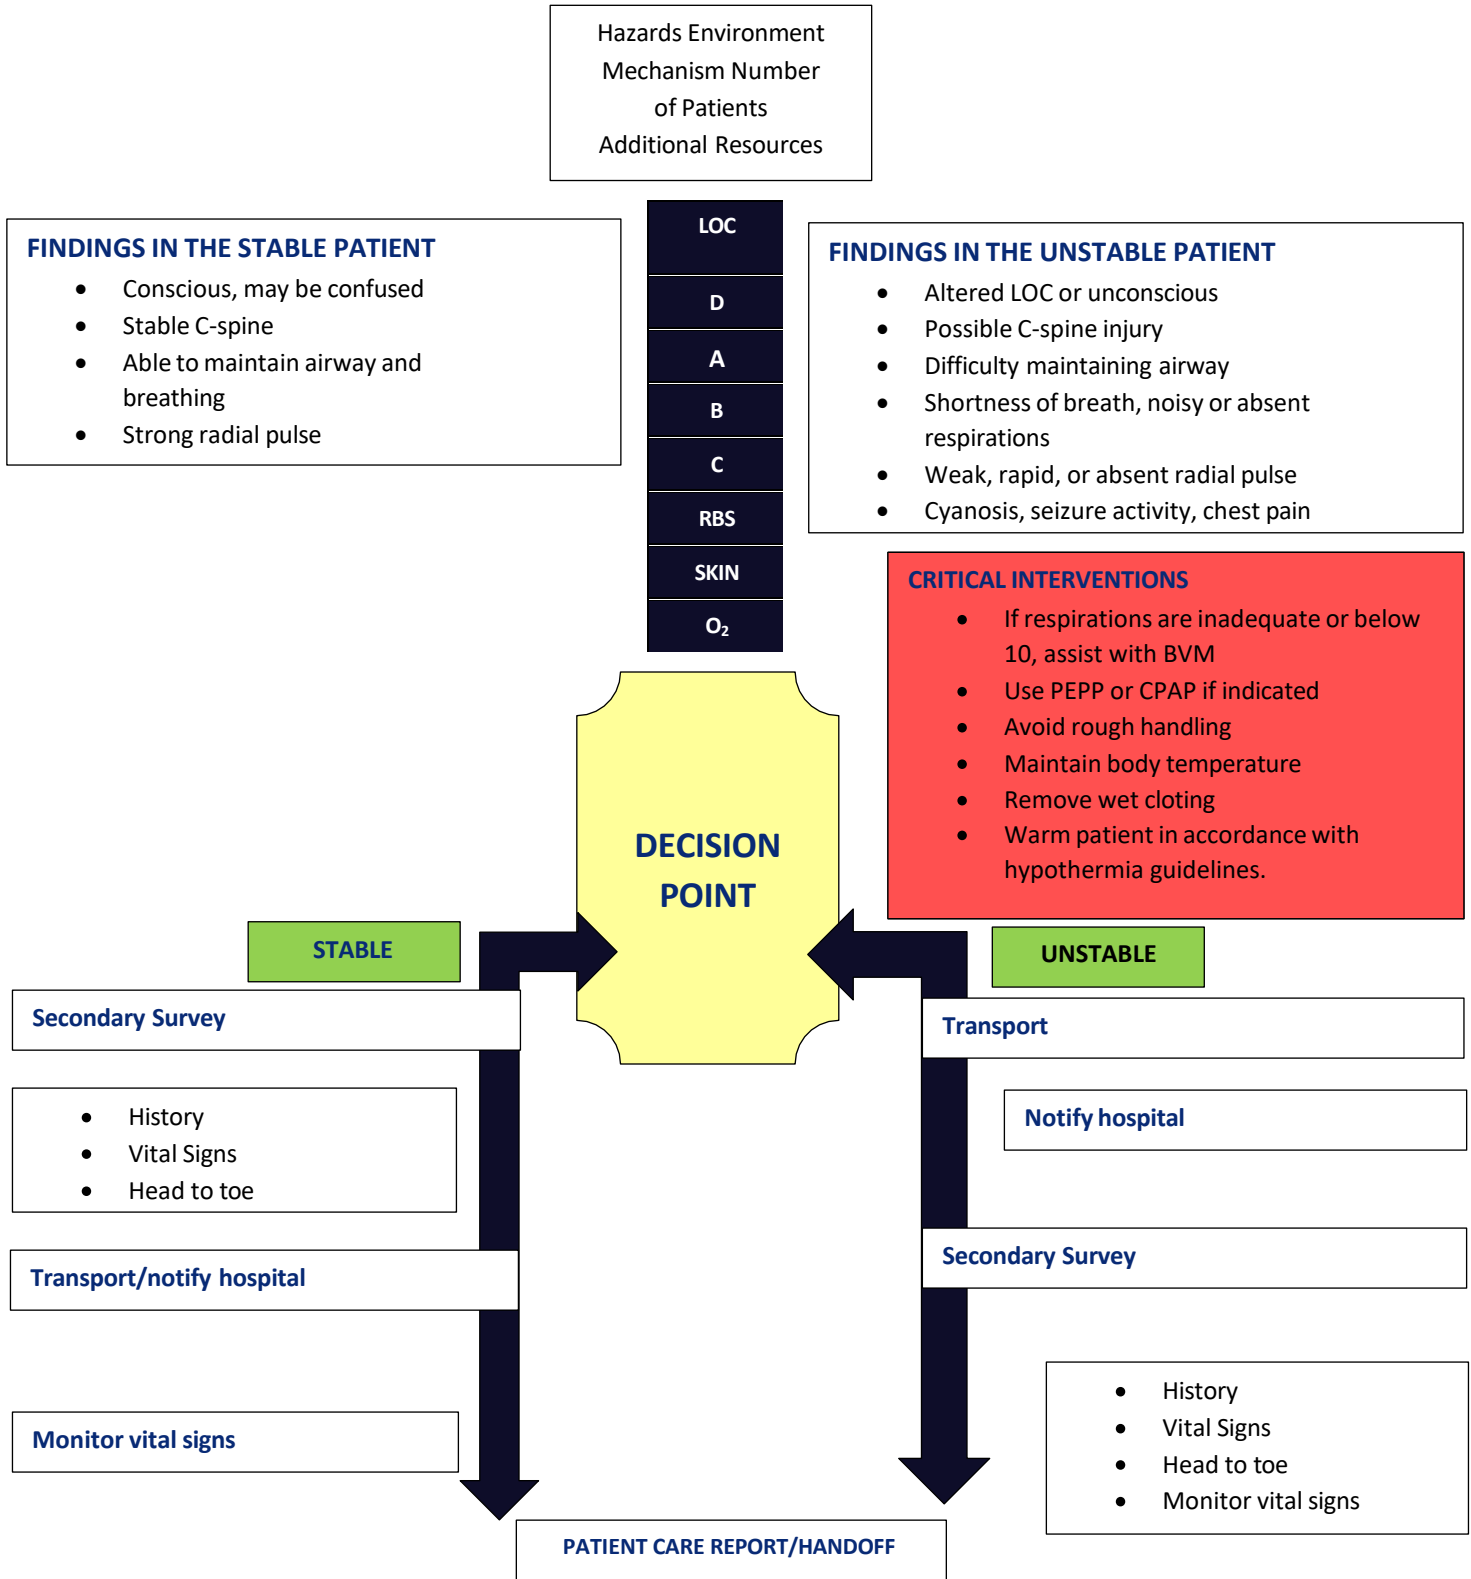 Hazards Environment
Mechanism Number
of Patients
Additional Resources
LOC
D
A
B
C
RBS
SKIN
O₂
FINDINGS IN THE STABLE PATIENT
• Conscious, may be confused
• Stable C-spine
• Able to maintain airway and
breathing
• Strong radial pulse
FINDINGS IN THE UNSTABLE PATIENT
• Altered LOC or unconscious
• Possible C-spine injury
• Difficulty maintaining airway
• Shortness of breath, noisy or absent
respirations
• Weak, rapid, or absent radial pulse
• Cyanosis, seizure activity, chest pain
CRITICAL INTERVENTIONS
• If respirations are inadequate or below
10, assist with BVM
• Use PEPP or CPAP if indicated
• Avoid rough handling
• Maintain body temperature
• Remove wet cloting
• Warm patient in accordance with
hypothermia guidelines.
DECISION
POINT
STABLE
Secondary Survey
• History
• Vital Signs
• Head to toe
Transport/notify hospital
Monitor vital signs
UNSTABLE
Transport
Notify hospital
Secondary Survey
• History
• Vital Signs
• Head to toe
• Monitor vital signs
PATIENT CARE REPORT/HANDOFF